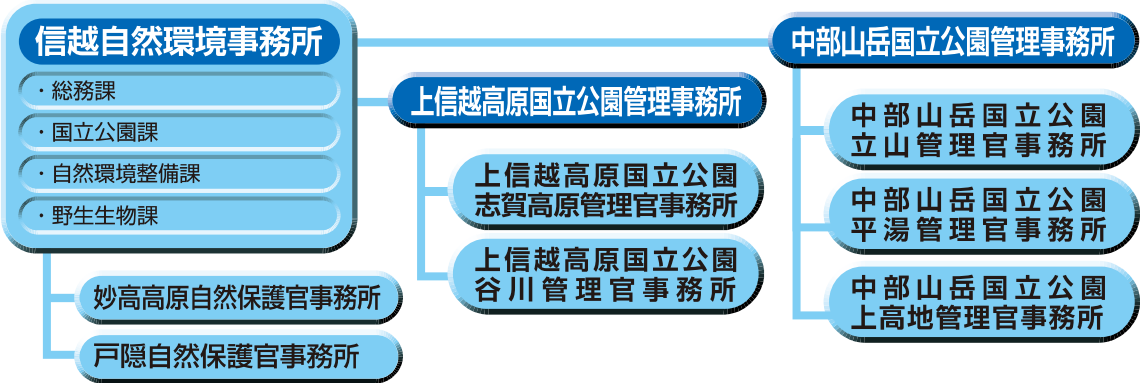 信越自然環境事務所
・総務課
・国立公園課
・自然環境整備課
・野生生物課
妙高高原自然保護官事務所
戸隠自然保護官事務所
上信越高原国立公園管理事務所
上信越高原国立公園
志賀高原管理官事務所
上信越高原国立公園
谷川管理官事務所
中部山岳国立公園管理事務所
中部山岳国立公園
立山管理官事務所
中部山岳国立公園
平湯管理官事務所
中部山岳国立公園
上高地管理官事務所